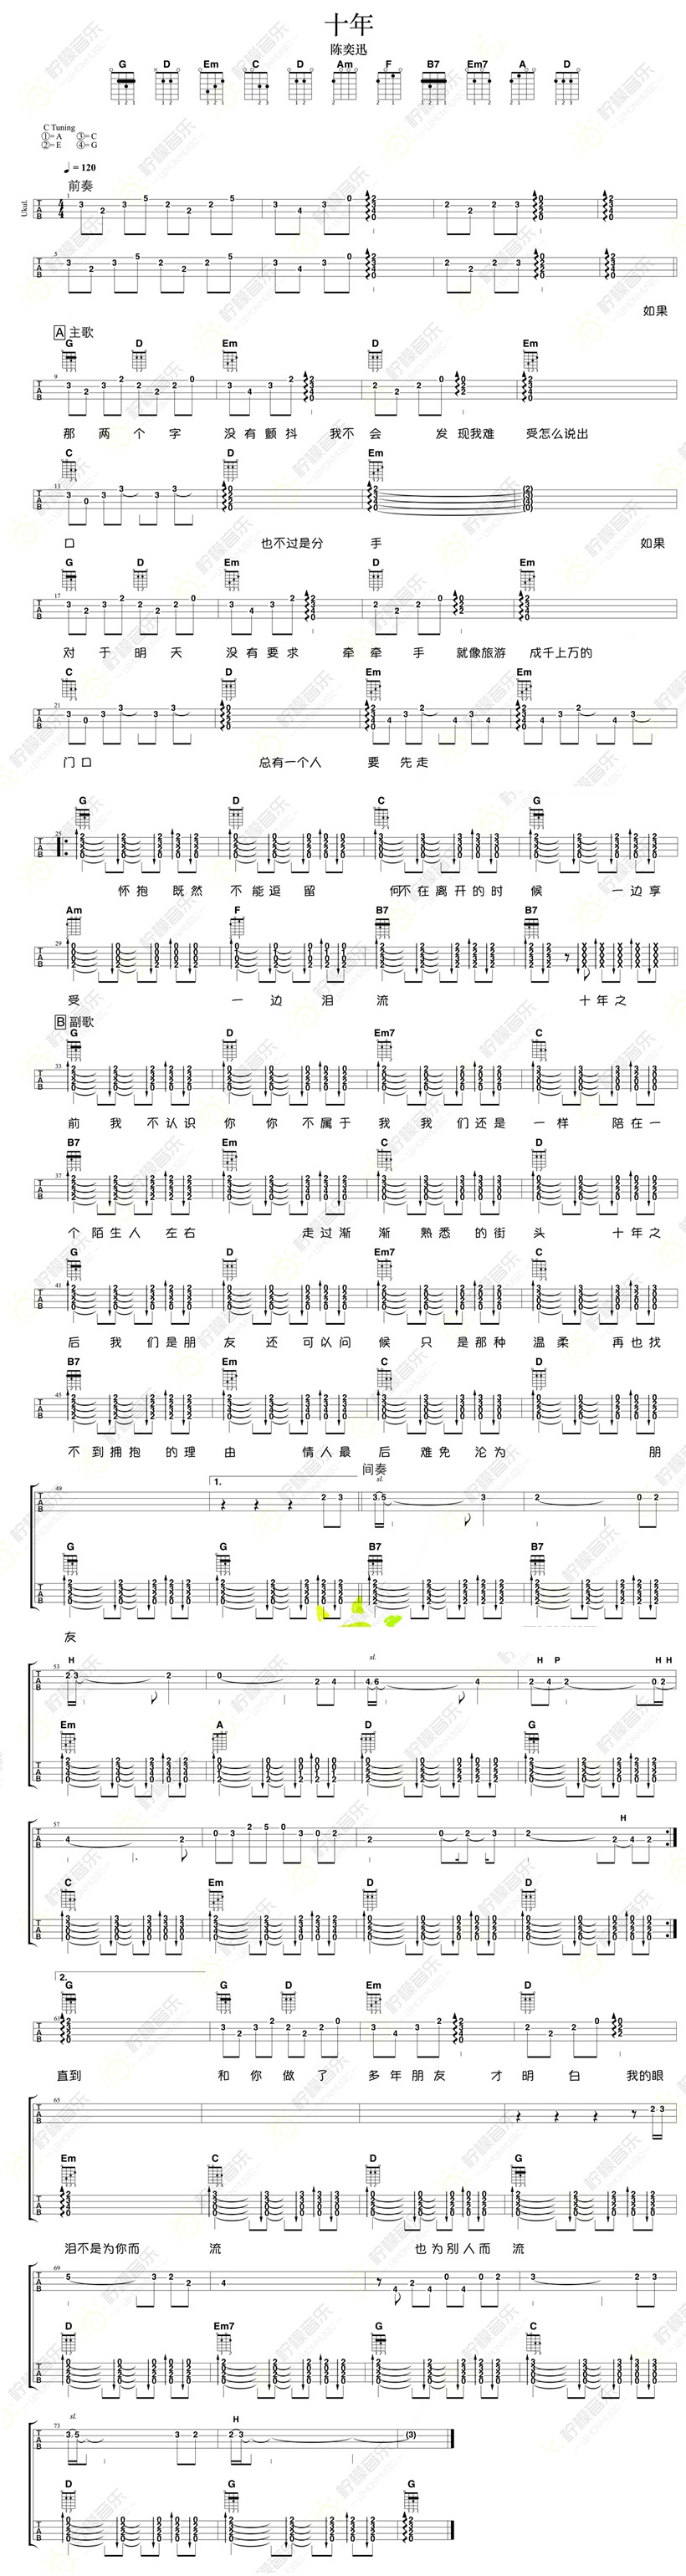 十年
陈奕迅
G D Em C D Am F B7 Em7 A D
C Tuning
①= A ③= C
②= E ④= G
♩ = 120
前奏
Ukul.
如果
A 主歌
G D Em D Em
那 两 个 字 没 有 颤 抖 我不 会 发 现我难 受怎么说出
C D Em
口 也不过是分 手 如果
G D Em D Em
对 于 明 天 没 有 要 求 牵 牵 手 就像旅游 成千上万的
C D Em Em
门 口 总有一个人 要 先 走
G D C G
怀 抱 既 然 不 能 逗 留 何不 在 离 开 的 时 候 一 边 享
Am F B7 B7
受 一 边 泪 流 十 年 之
B 副歌
G D Em7 C
前 我 不 认识 你 你 不 属于 我 我 们 还 是 一 样 陪 在 一
B7 Em C D
个 陌 生 人 左 右 走 过 渐 渐 熟 悉 的 街 头 十 年 之
G D Em7 C
后 我 们 是 朋 友 还 可 以 问 候 只 是 那 种 温 柔 再 也 找
B7 Em C D
不 到 拥 抱 的 理 由 情 人 最 后 难 免 沦 为 朋
1.
间奏
sl.
G G B7 B7
友
H sl. H P H H
Em A D G
H
C Em D D
2.
G G D Em D
直到 和 你 做 了 多 年 朋 友 才 明 白 我的眼
Em C D G
泪不是为你而 流 也 为 别 人 而 流
D Em7 G C
sl. H
D G G